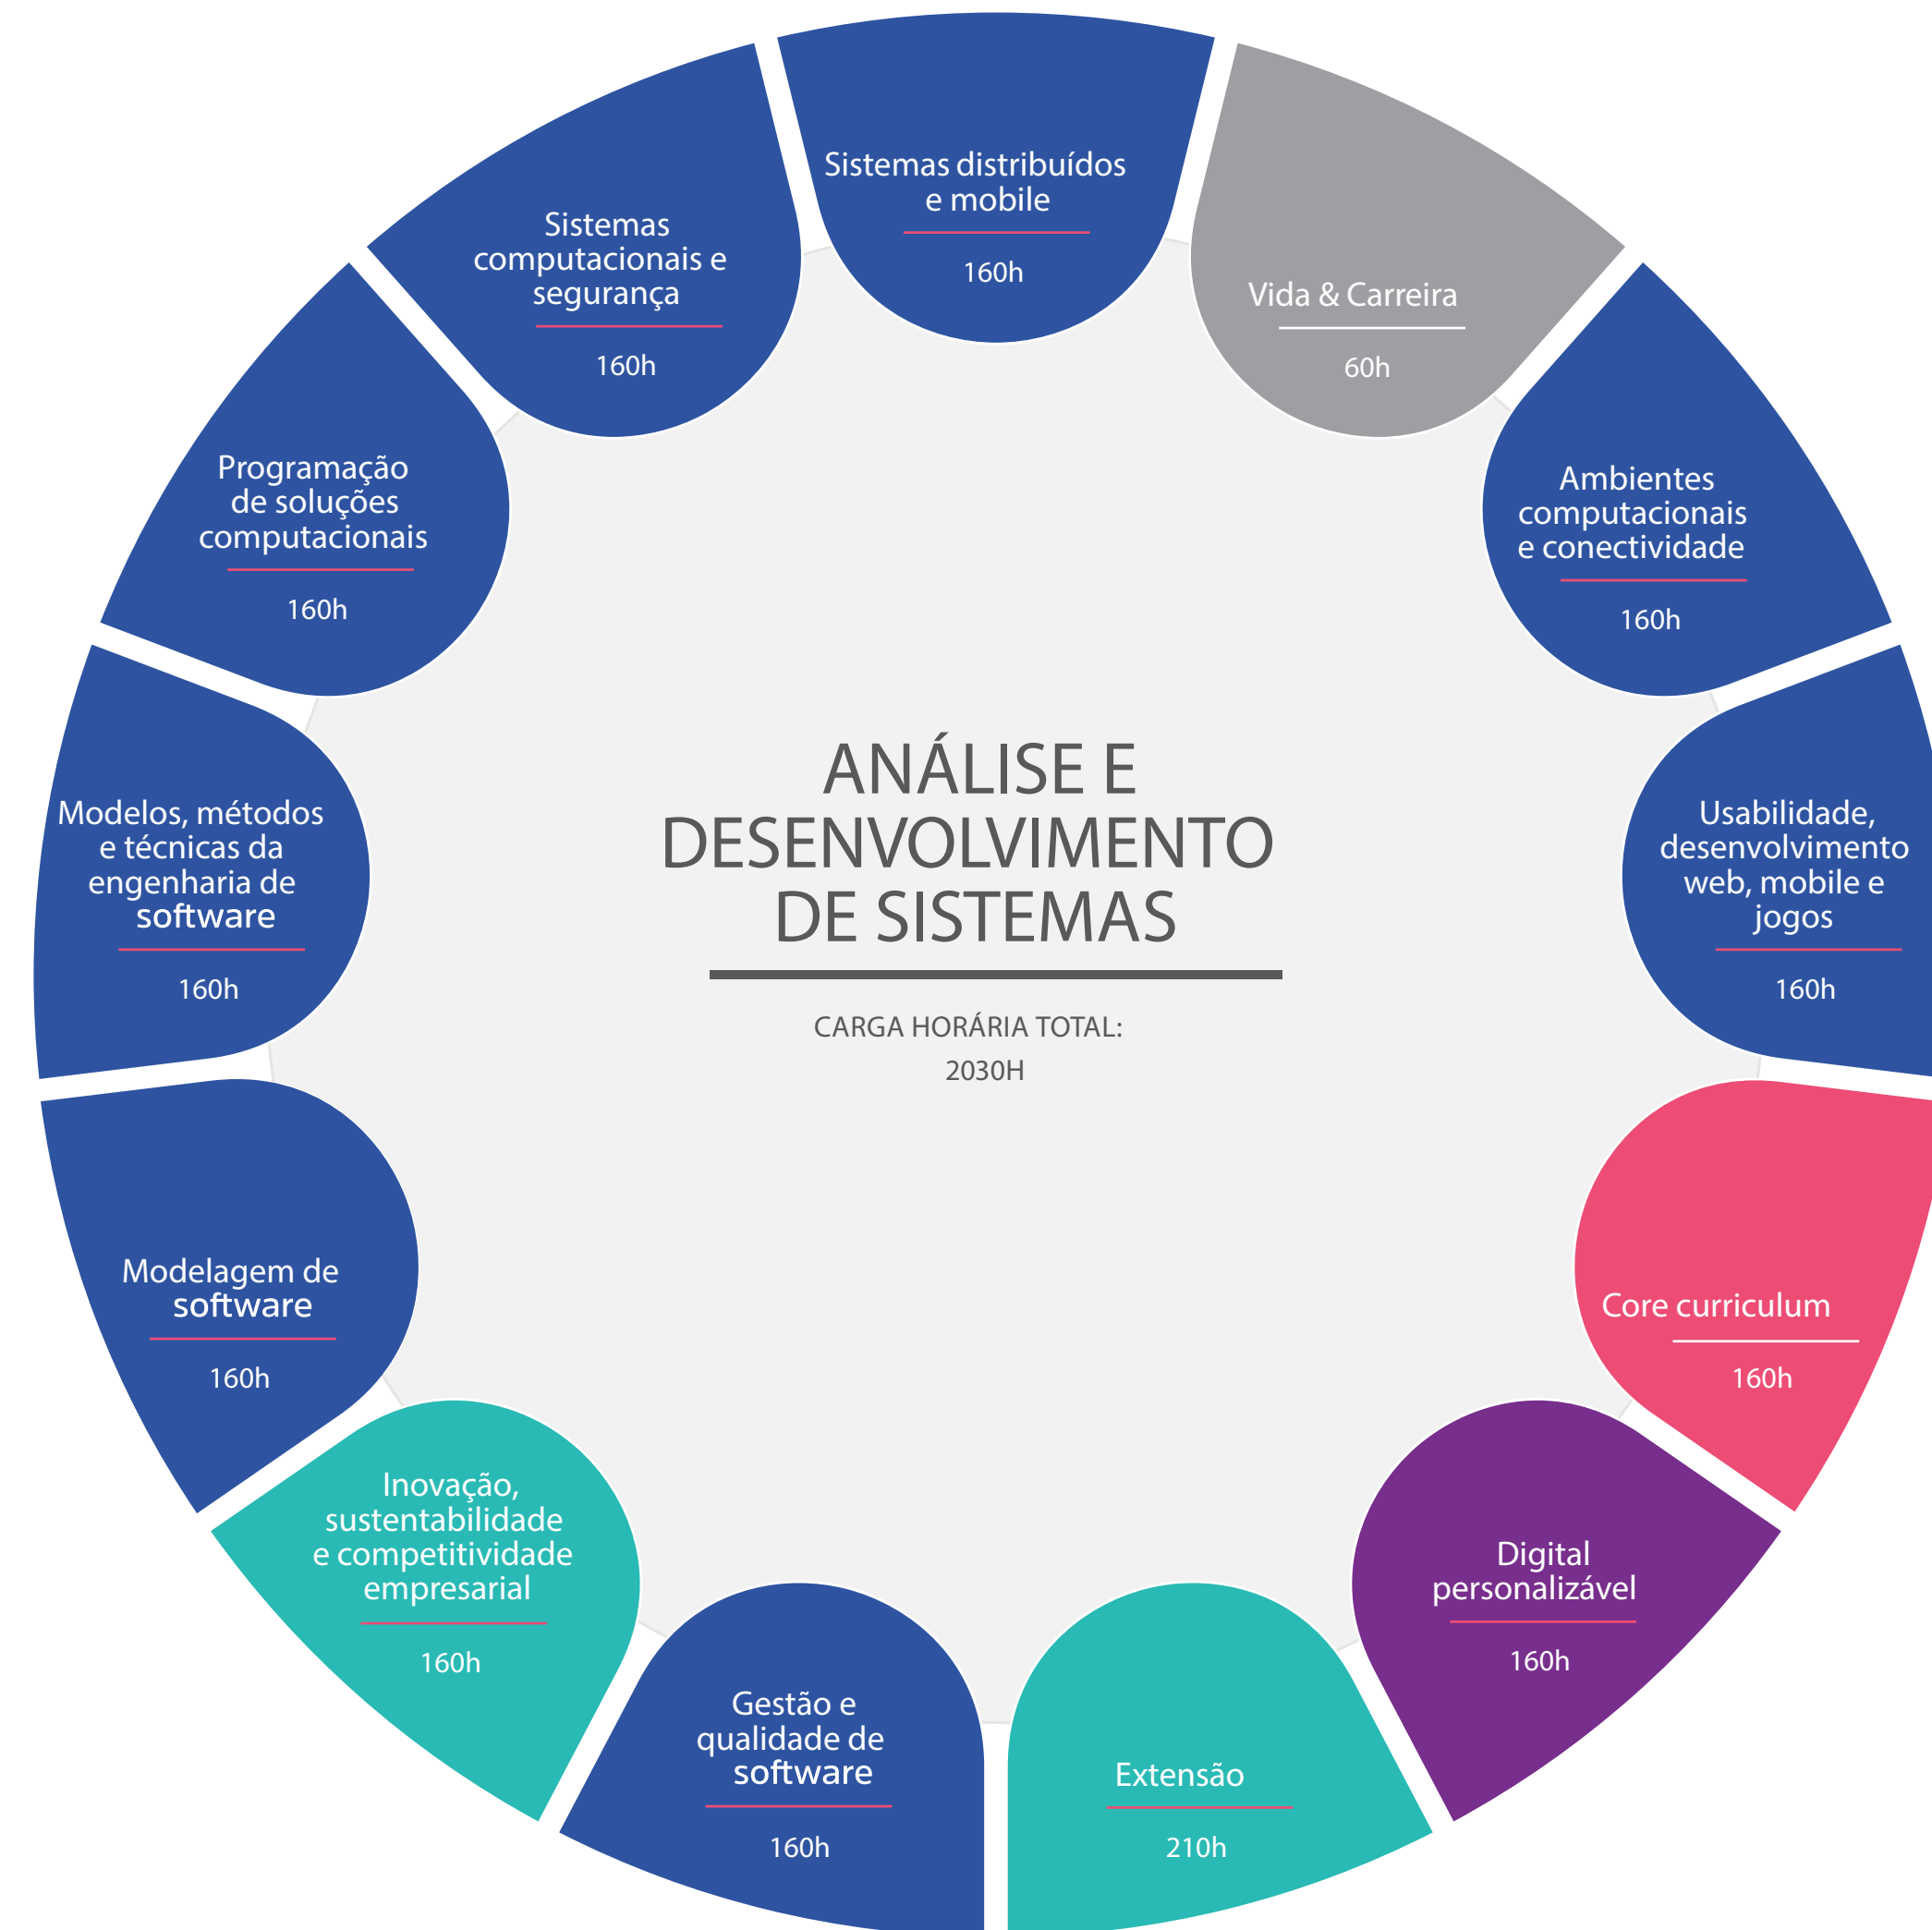 Sistemas distribuídos
e mobile
160h
Vida & Carreira
60h
Ambientes
computacionais
e conectividade
160h
Usabilidade,
desenvolvimento
web, mobile e
jogos
160h
Core curriculum
160h
Digital
personalizável
160h
Extensão
210h
Gestão e
qualidade de
software
160h
Inovação,
sustentabilidade
e competitividade
empresarial
160h
Modelagem de
software
160h
Modelos, métodos
e técnicas da
engenharia de
software
160h
Programação
de soluções
computacionais
160h
Sistemas
computacionais e
segurança
160h
ANÁLISE E
DESENVOLVIMENTO
DE SISTEMAS
CARGA HORÁRIA TOTAL:
2030H